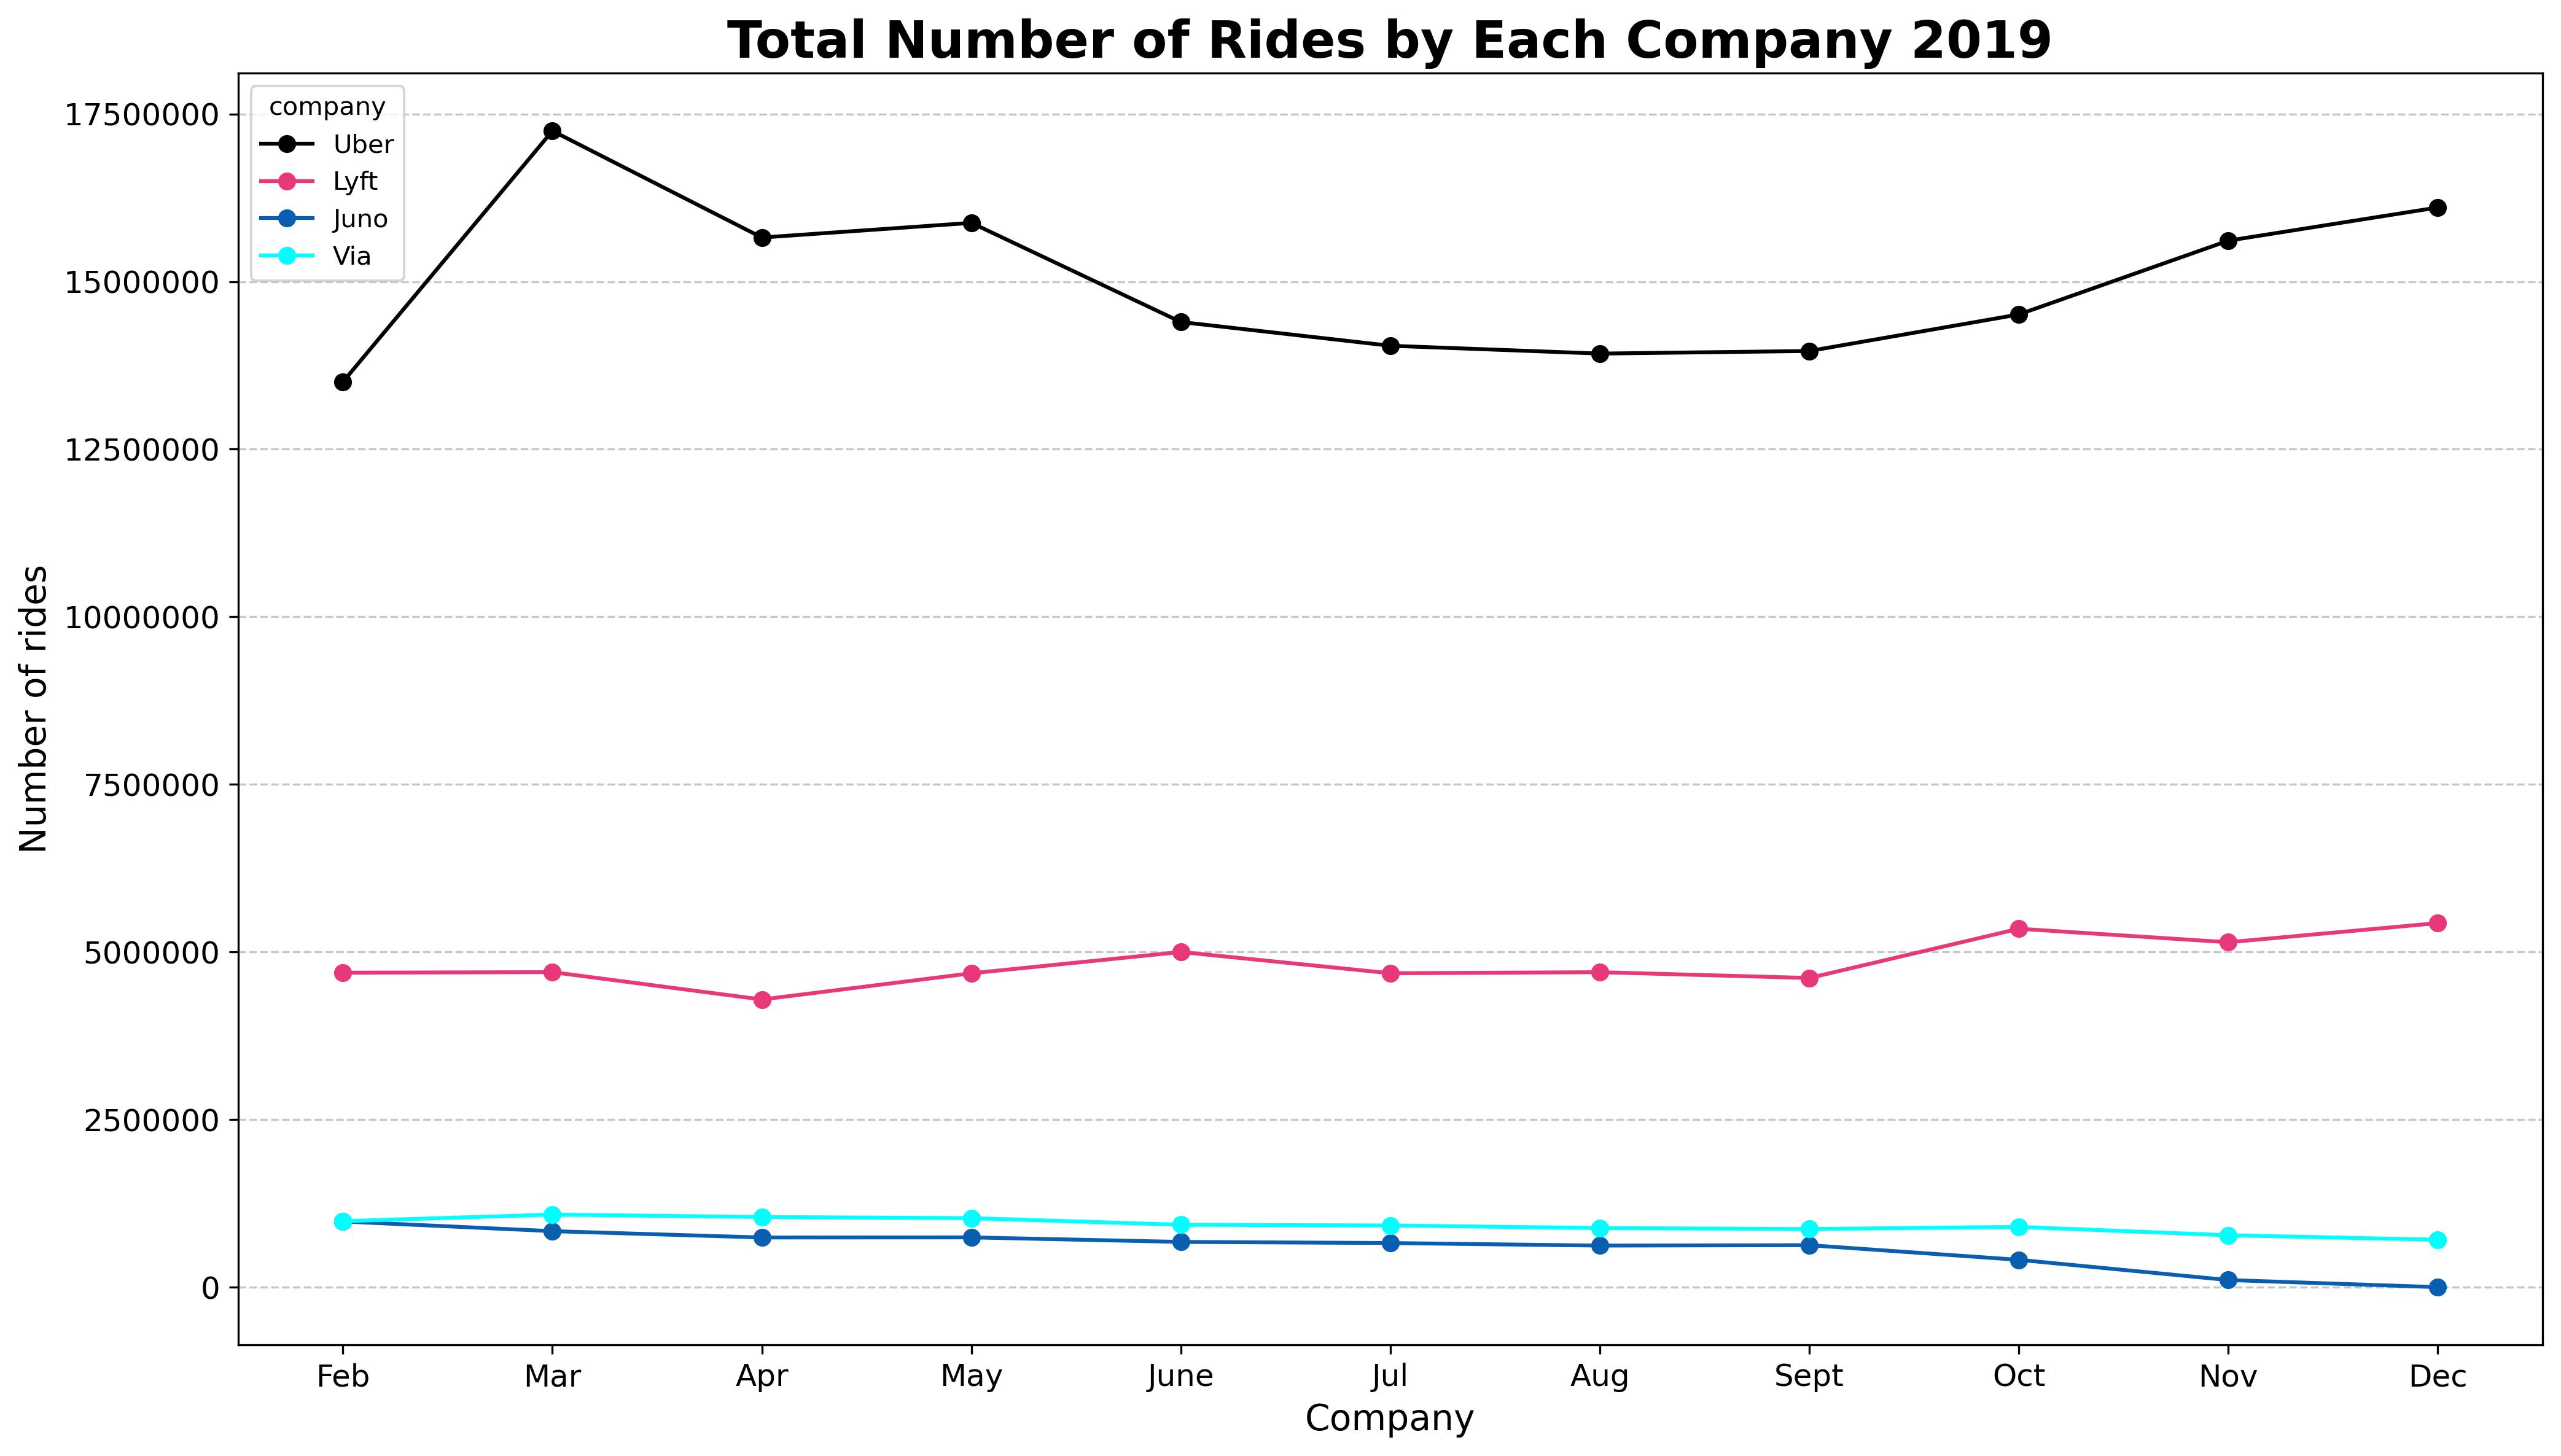 Total Number of Rides by Each Company 2019
company
Uber
Lyft
Juno
Via
Number of rides
17500000
15000000
12500000
10000000
7500000
5000000
2500000
0
Feb Mar Apr May June Jul Aug Sept Oct Nov Dec
Company